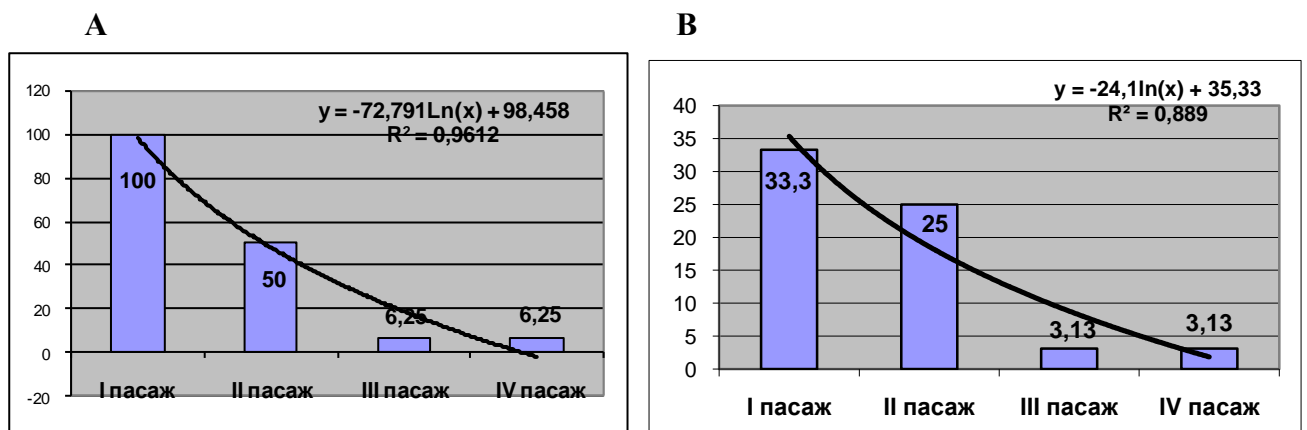 A
B
y = -72,791Ln(x) + 98,458
R² = 0,9612
120
100
80
60
40
20
0
-20
100
50
6,25
6,25
I пасаж
II пасаж
III пасаж
IV пасаж
y = -24,1ln(x) + 35,33
R² = 0,889
40
35
30
25
20
15
10
5
0
33,3
25
3,13
3,13
I пасаж
II пасаж
III пасаж
IV пасаж